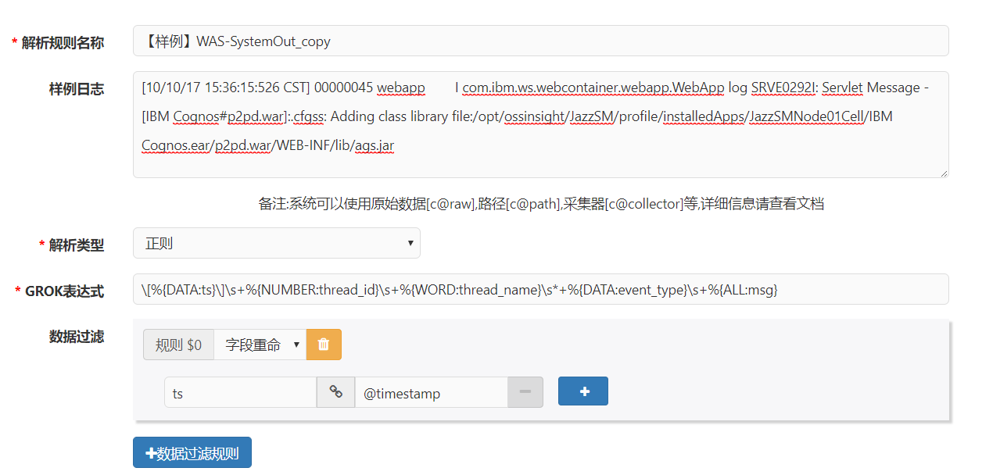 * 解析规则名称 【样例】WAS-SystemOut_copy
样例日志 [10/10/17 15:36:15:526 CST] 00000045 webapp        I com.ibm.ws.webcontainer.webapp.WebApp log SRVE0292I: Servlet Message -
[IBM Cognos#p2pd.war]:.cfgss: Adding class library file:/opt/ossinsight/JazzSM/profile/installedApps/JazzSMNode01Cell/IBM
Cognos.ear/p2pd.war/WEB-INF/lib/ags.jar
备注:系统可以使用原始数据[c@raw],路径[c@path],采集器[c@collector]等,详细信息请查看文档
* 解析类型 正则
* GROK表达式 \[%{DATA:ts}\]\s+%{NUMBER:thread_id}\s+%{WORD:thread_name}\s*+%{DATA:event_type}\s+%{ALL:msg}
数据过滤
规则 $0 字段重命
ts @timestamp
+数据过滤规则